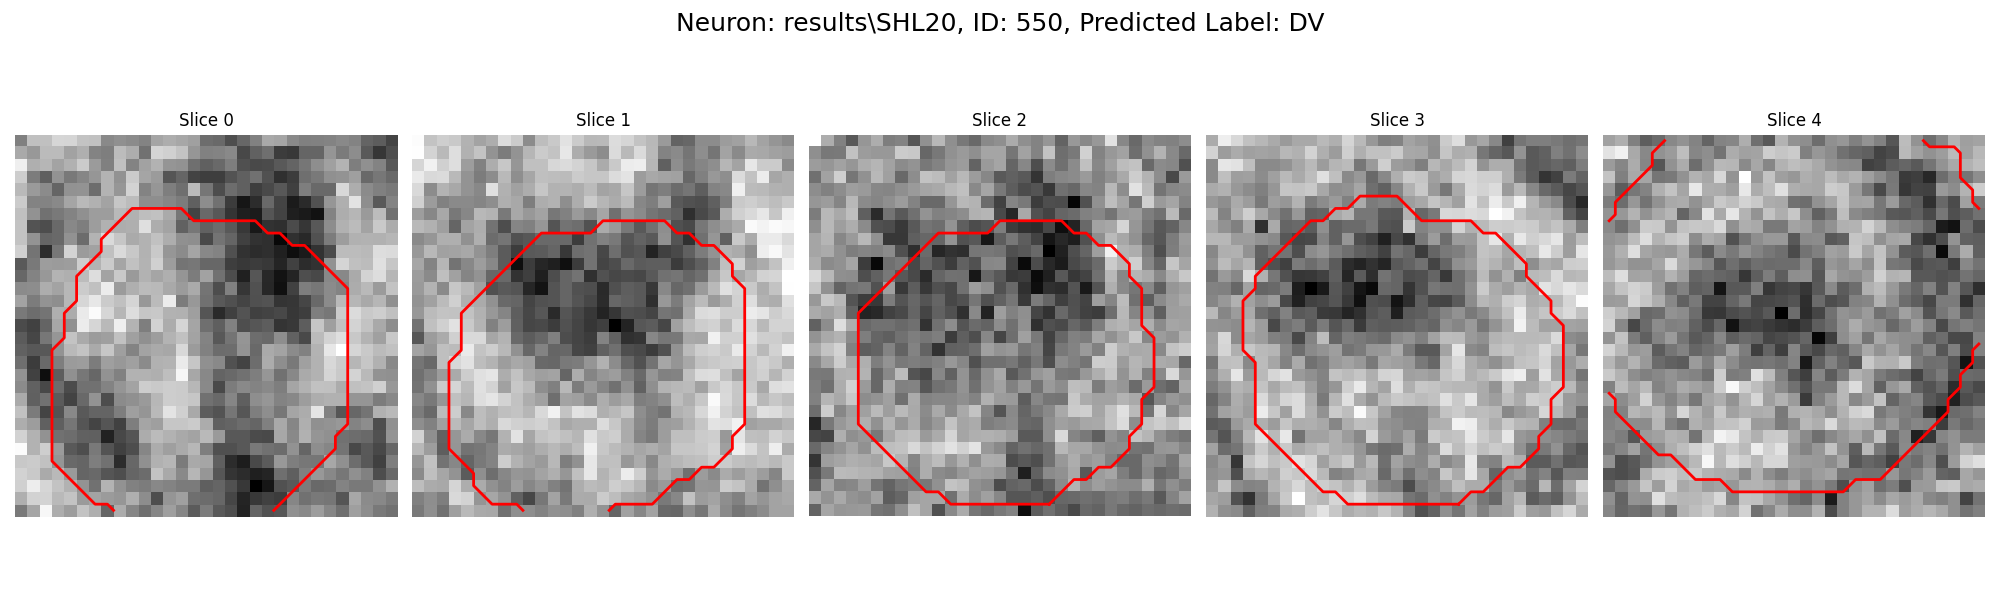 Neuron: results\SHL20, ID: 550, Predicted Label: DV
Slice 0
Slice 1
Slice 2
Slice 3
Slice 4